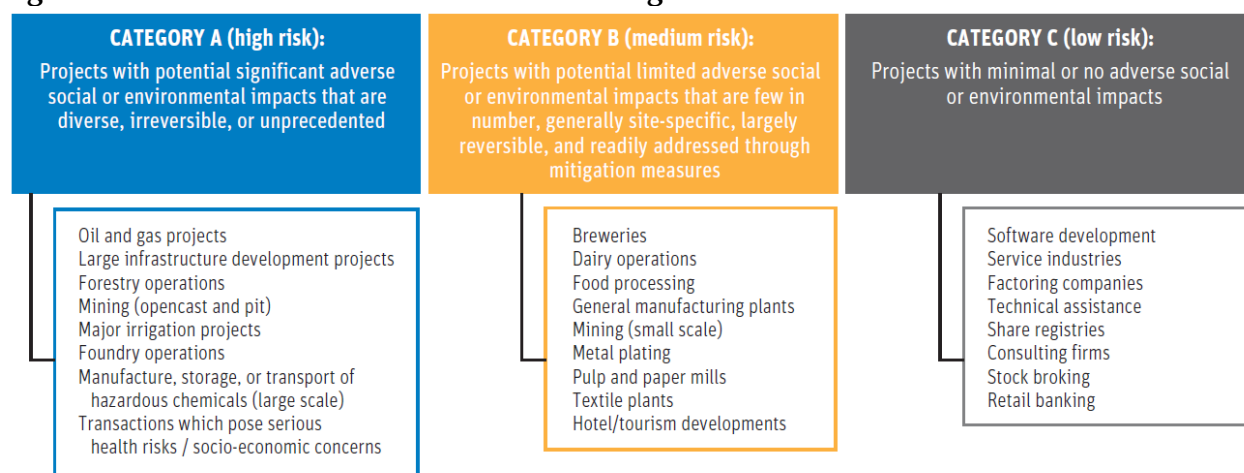 CATEGORY A (high risk):
Projects with potential significant adverse
social or environmental impacts that are
diverse, irreversible, or unprecedented
Oil and gas projects
Large infrastructure development projects
Forestry operations
Mining (opencast and pit)
Major irrigation projects
Foundry operations
Manufacture, storage, or transport of
hazardous chemicals (large scale)
Transactions which pose serious
health risks / socio-economic concerns
CATEGORY B (medium risk):
Projects with potential limited adverse social
or environmental impacts that are few in
number, generally site-specific, largely
reversible, and readily addressed through
mitigation measures
Breweries
Dairy operations
Food processing
General manufacturing plants
Mining (small scale)
Metal plating
Pulp and paper mills
Textile plants
Hotel/tourism developments
CATEGORY C (low risk):
Projects with minimal or no adverse social
or environmental impacts
Software development
Service industries
Factoring companies
Technical assistance
Share registries
Consulting firms
Stock broking
Retail banking